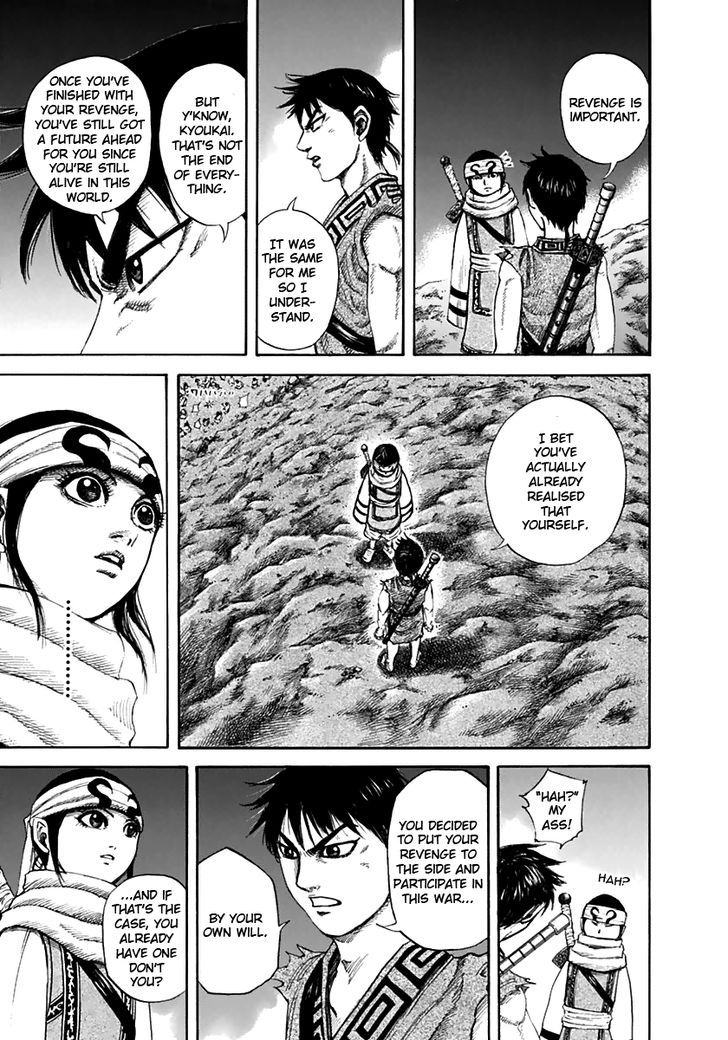 REVENGE IS
IMPORTANT.
IT WAS
THE SAME
FOR ME
SO I
UNDER-
STAND.
BUT
Y'KNOW,
KYOUKAI.
THAT'S NOT
THE END
OF EVERY-
THING.
ONCE YOU'VE
FINISHED WITH
YOUR REVENGE,
YOU'VE STILL GOT
A FUTURE AHEAD
FOR YOU SINCE
YOU'RE STILL
ALIVE IN THIS
WORLD.
I BET
YOU'VE
ACTUALLY
ALREADY
REALISED
THAT
YOURSELF.
..........
HAH?
"HAH?"
MY
ASS!
YOU DECIDED
TO PUT YOUR
REVENGE TO
THE SIDE AND
PARTICIPATE IN
THIS WAR...
BY YOUR
OWN WILL.
...AND IF
THAT'S THE
CASE, YOU
ALREADY
HAVE ONE
DON'T
YOU?